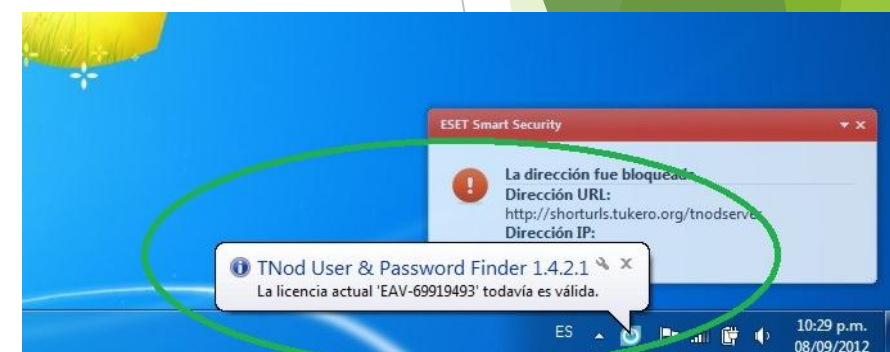 ESET Smart Security
La dirección fue bloqueada
Dirección URL:
http://shorturls.tukero.org/tnodserver
Dirección IP:
TNod User & Password Finder 1.4.2.1
La licencia actual 'EAV-69919493' todavía es válida.
ES
10:29 p.m.
08/09/2012